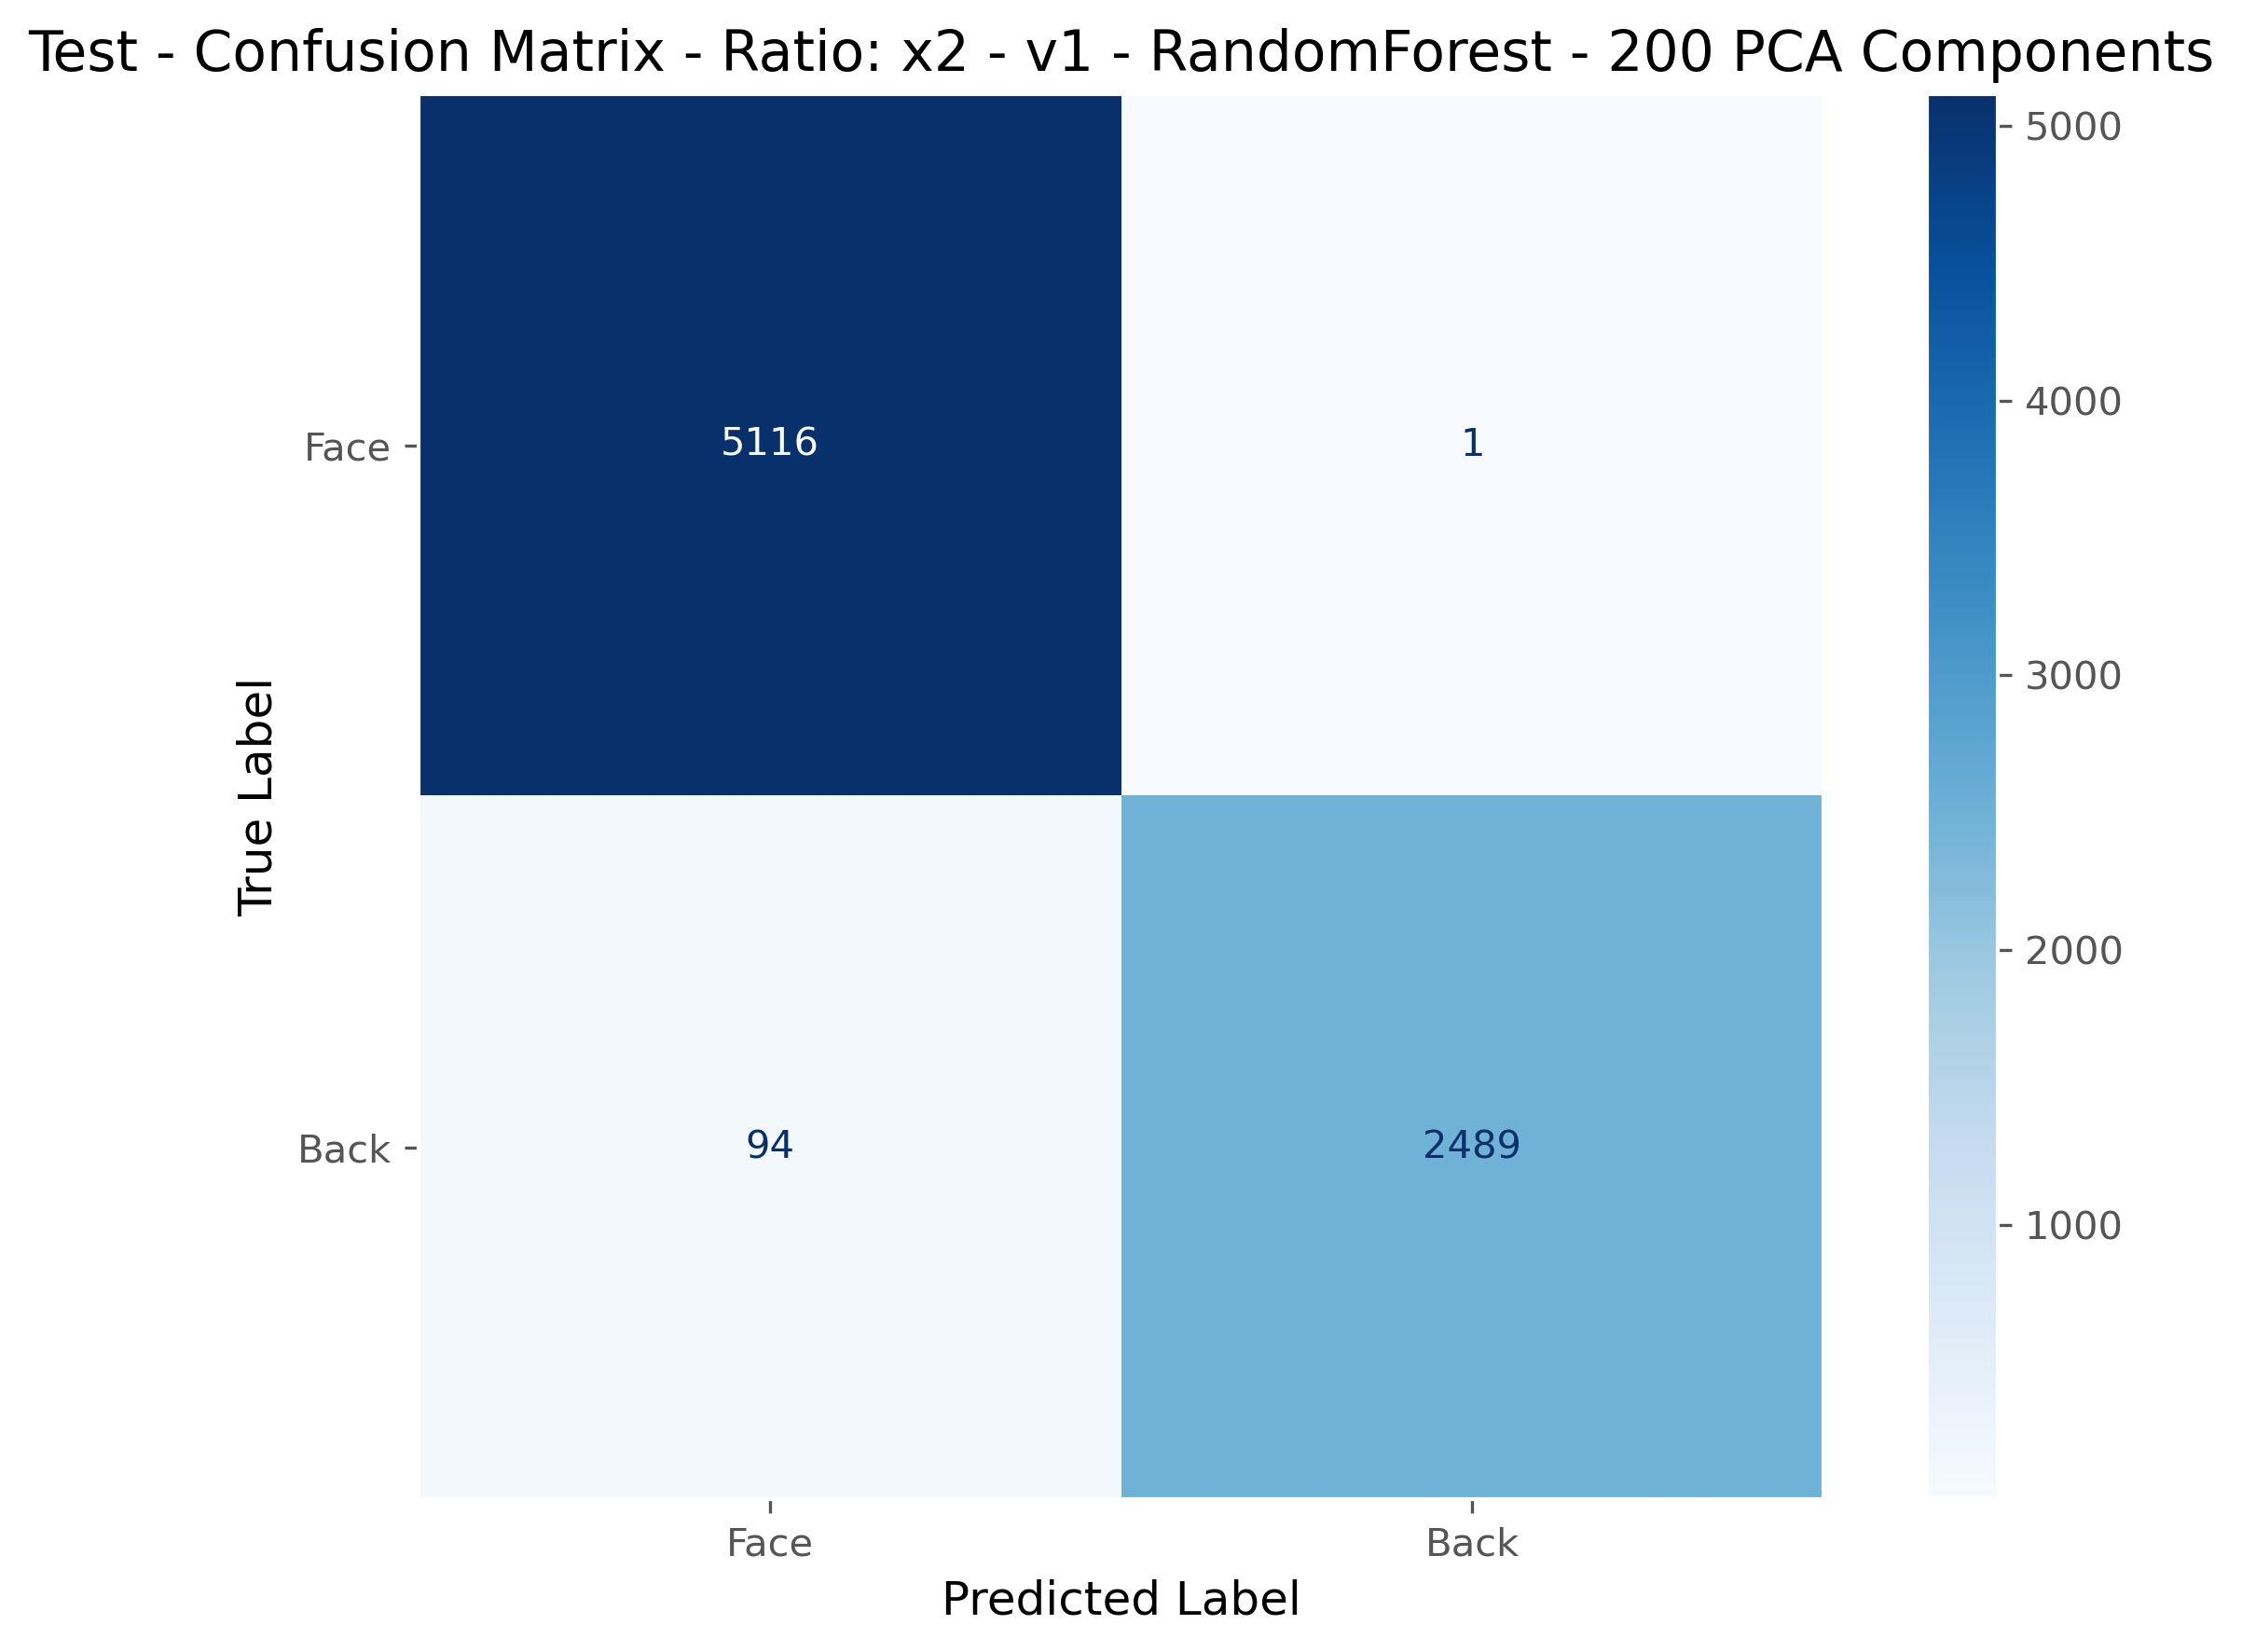 Test - Confusion Matrix - Ratio: x2 - v1 - RandomForest - 200 PCA Components
5000
4000
3000
2000
1000
True Label
Face
5116
1
Back
94
2489
Face
Back
Predicted Label